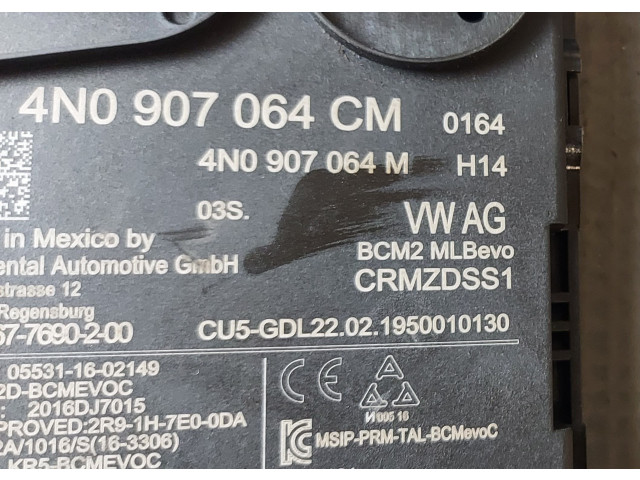 4N0 907 064 CM 0164
4N0 907 064 M H14
03S. VW AG
in Mexico by BCM2 MLBevo
ental Automotive GmbH CRMZDSS1
strasse 12
Regensburg
67-7690-2-00 CU5-GDL22.02.1950010130
05531-16-02149
2D-BCMEVOC
: 2016DJ7015
PROVED:2R9-1H-7E0-0DA
2A/1016/S(16-3306)
KR5-BCMEVOC
CE
MSIP-PRM-TAL-BCMevoC